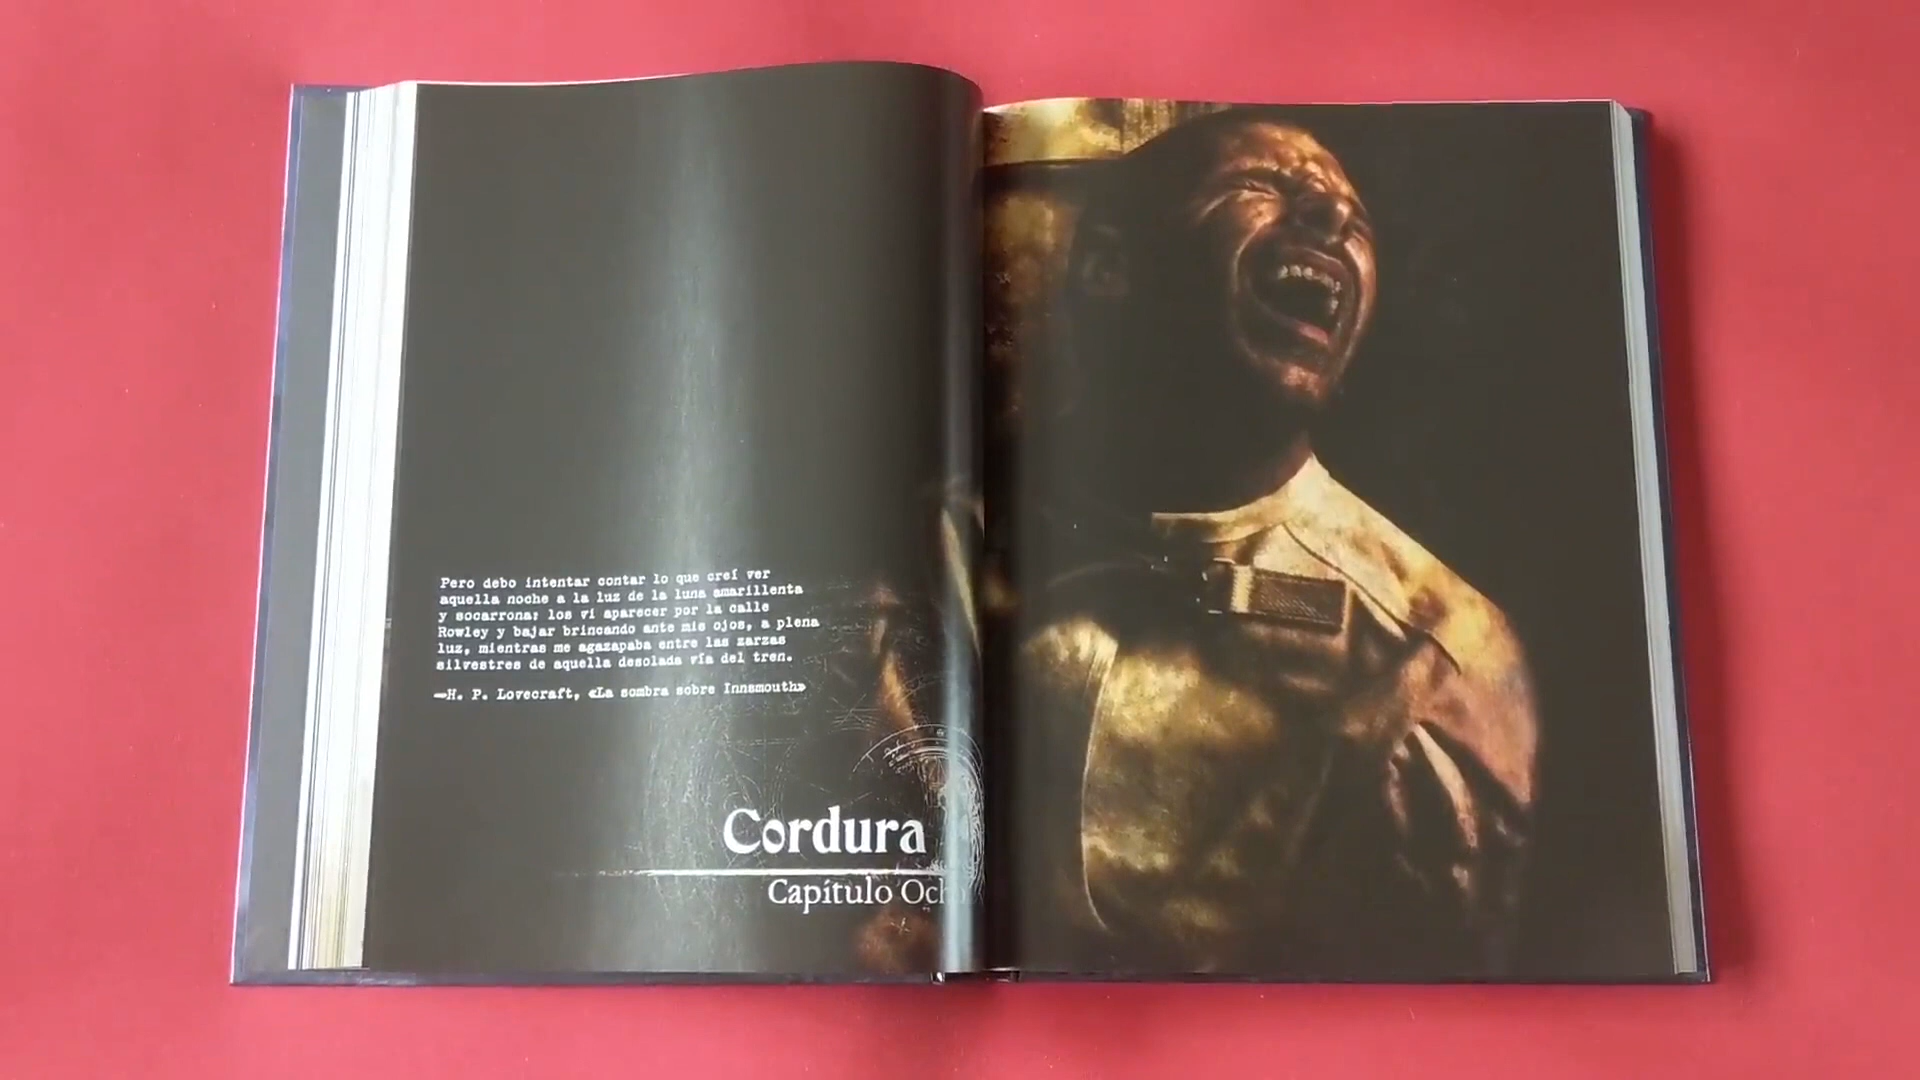 Pero debo intentar contar lo que creí ver
aquella noche a la luz de la luna amarillenta
y socarrona; los vi aparecer por la calle
Rowley y bajar brincando ante mis ojos, a plena
luz, mientras me agazapaba entre las zarzas
silvestres de aquella desolada vía del tren.
—H. P. Lovecraft, «La sombra sobre Innsmouth»
Cordura
Capítulo Ocho